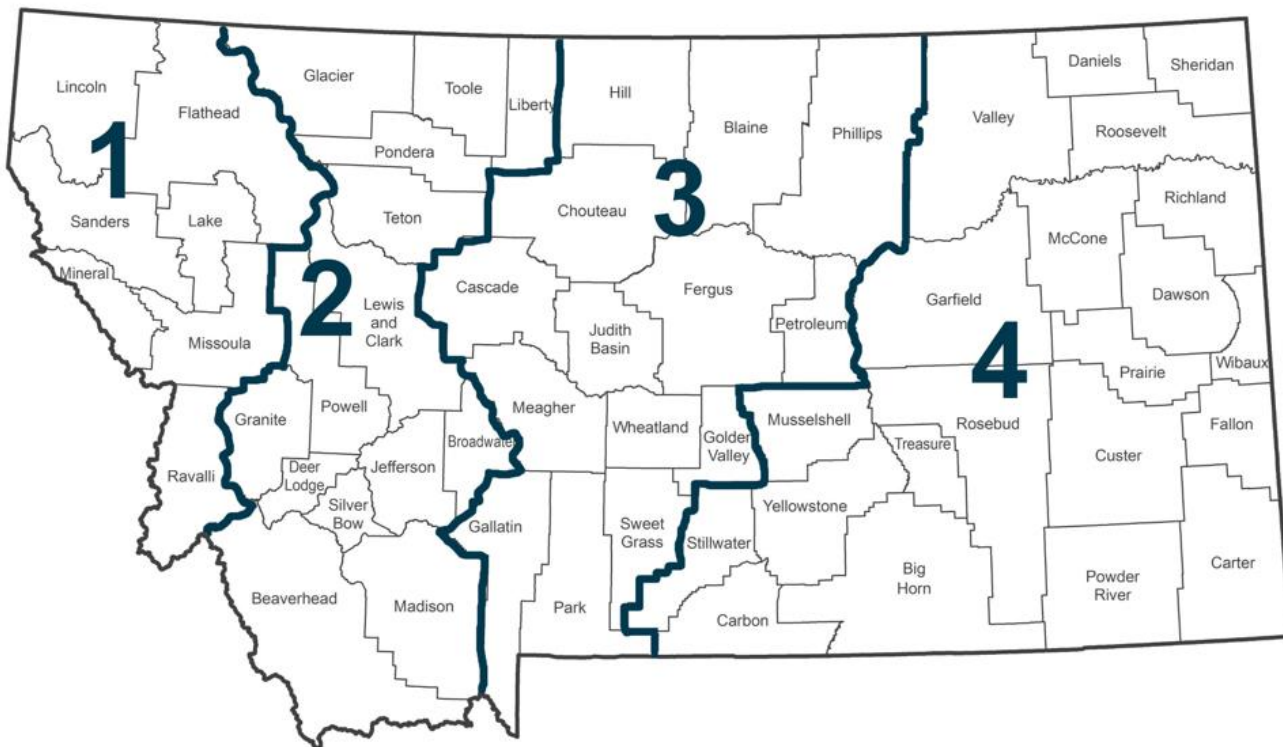 Lincoln
Flathead
1
Sanders
Lake
Mineral
Missoula
Ravalli
Glacier
Toole
Liberty
Pondera
Teton
2
Lewis
and
Clark
Granite
Powell
Deer
Lodge
Silver
Bow
Jefferson
Broadwater
Beaverhead
Madison
Hill
Blaine
Phillips
3
Chouteau
Cascade
Judith
Basin
Fergus
Petroleum
Meagher
Wheatland
Golden
Valley
Gallatin
Park
Sweet
Grass
Valley
Daniels
Sheridan
Roosevelt
Richland
McCone
Garfield
Dawson
4
Prairie
Wibaux
Musselshell
Treasure
Rosebud
Custer
Fallon
Yellowstone
Stillwater
Big
Horn
Carbon
Powder
River
Carter